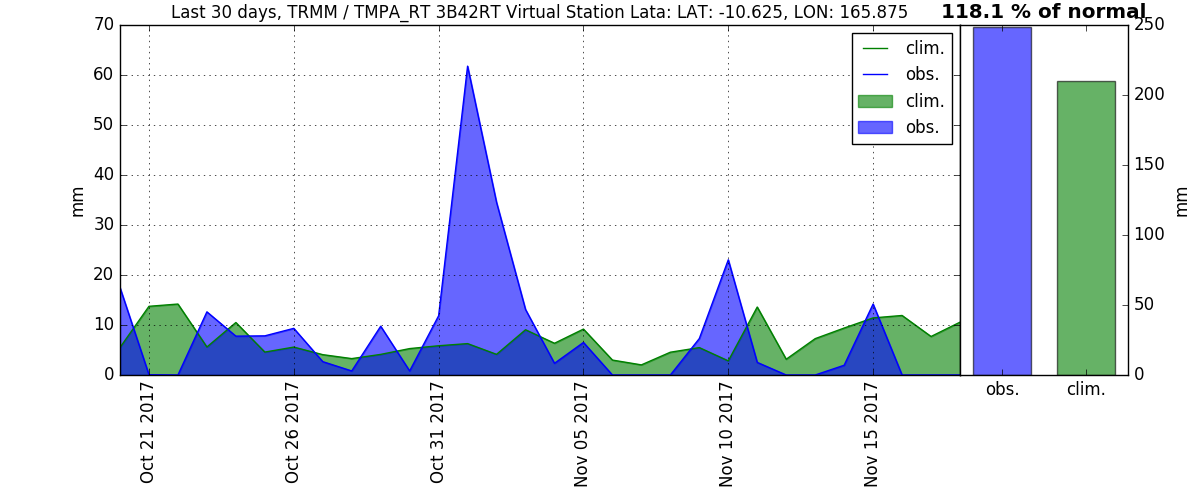 Last 30 days, TRMM / TMPA_RT 3B42RT Virtual Station Lata: LAT: -10.625, LON: 165.875
118.1 % of normal
70
60
50
40
30
20
10
0
mm
clim.
obs.
clim.
obs.
Oct 21 2017
Oct 26 2017
Oct 31 2017
Nov 05 2017
Nov 10 2017
Nov 15 2017
250
200
150
100
50
0
mm
obs.
clim.